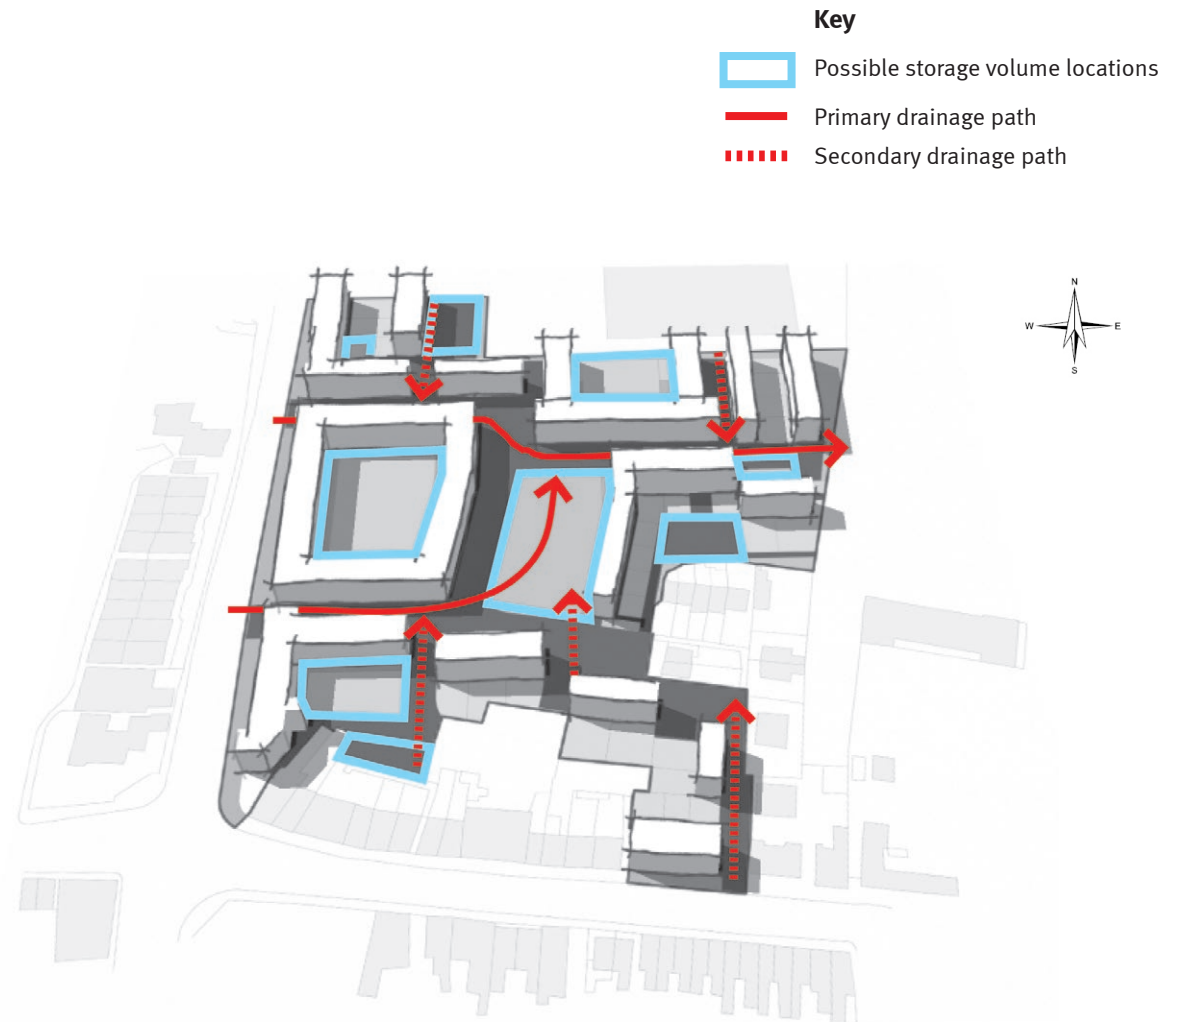 Key
Possible storage volume locations
Primary drainage path
Secondary drainage path
N
W E
S